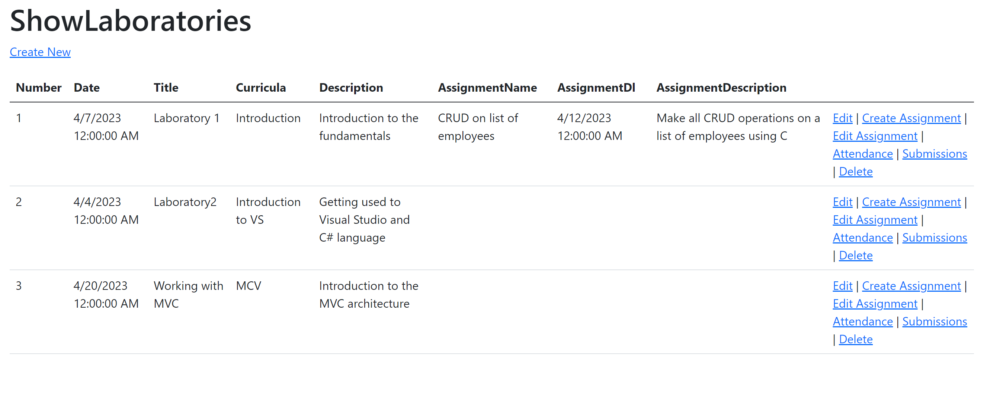 ShowLaboratories
Create New
Number Date Title Curricula Description AssignmentName AssignmentDl AssignmentDescription
1 4/7/2023 Laboratory 1 Introduction Introduction to the CRUD on list of 4/12/2023 Make all CRUD operations on a Edit | Create Assignment |
12:00:00 AM fundamentals employees 12:00:00 AM list of employees using C Edit Assignment |
Attendance | Submissions
| Delete
2 4/4/2023 Laboratory2 Introduction Getting used to Edit | Create Assignment |
12:00:00 AM to VS Visual Studio and Edit Assignment |
C# language Attendance | Submissions
| Delete
3 4/20/2023 Working with MCV Introduction to the Edit | Create Assignment |
12:00:00 AM MVC MVC architecture Edit Assignment |
Attendance | Submissions
| Delete